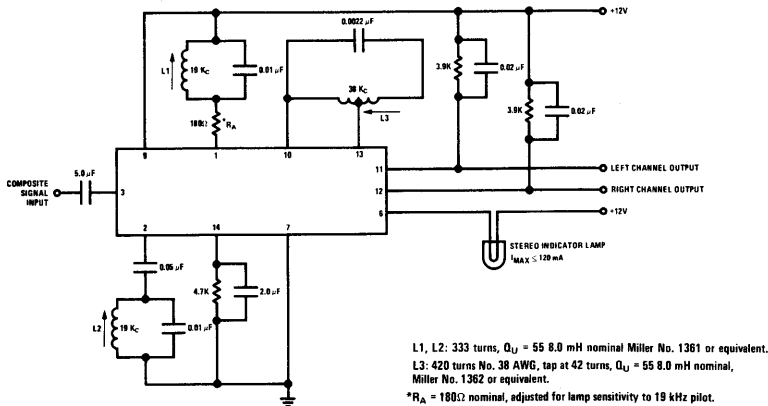 0.0022 µF
+12V
L1
19 KC
0.01 µF
38 KC
3.9K
0.02 µF
L3
3.9K
0.02 µF
180Ω
*RA
9
1
10
13
5.0 µF
11
LEFT CHANNEL OUTPUT
COMPOSITE
SIGNAL
INPUT
3
12
RIGHT CHANNEL OUTPUT
6
+12V
2
14
7
STEREO INDICATOR LAMP
IMAX ≤ 120 mA
0.05 µF
4.7K
2.0 µF
L2
19 KC
0.01 µF
L1, L2: 333 turns, QU = 55 8.0 mH nominal Miller No. 1361 or equivalent.
L3: 420 turns No. 38 AWG, tap at 42 turns, QU = 55 8.0 mH nominal,
Miller No. 1362 or equivalent.
*RA = 180Ω nominal, adjusted for lamp sensitivity to 19 kHz pilot.